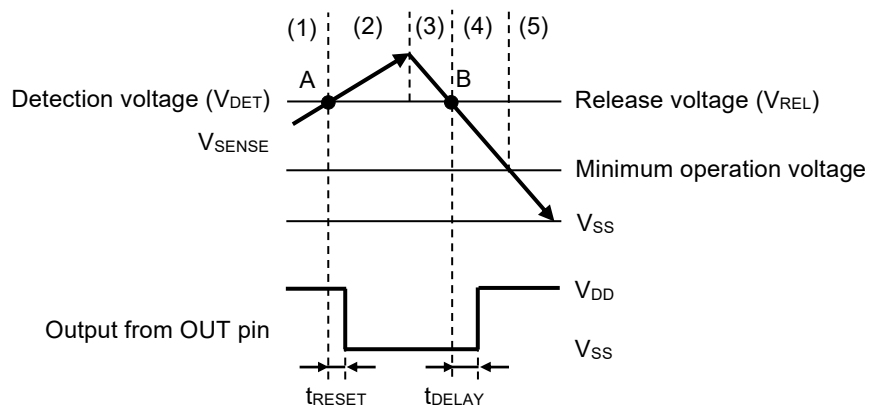 (1) (2) (3) (4) (5)
A B
Detection voltage (VDET) Release voltage (VREL)
VSENSE
Minimum operation voltage
VSS
VDD
Output from OUT pin
VSS
tRESET tDELAY